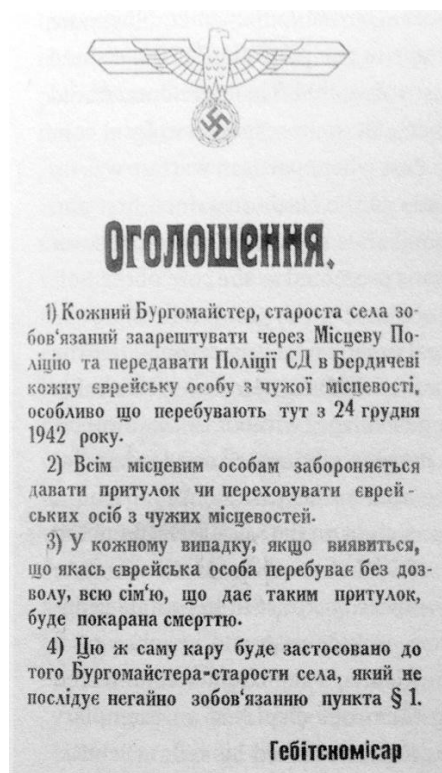 Оголошення.
1) Кожний Бургомайстер, староста села зо-
бов'язаний заарештувати через Місцеву По-
ліцію та передавати Поліції СД в Бердичеві
кожну єврейську особу з чужої місцевості,
особливо що перебувають тут з 24 грудня
1942 року.
2) Всім місцевим особам забороняється
давати притулок чи переховувати єврей-
ських осіб з чужих місцевостей.
3) У кожному випадку, якщо виявиться,
що якась єврейська особа перебуває без доз-
волу, всю сім'ю, що дає таким притулок,
буде покарана смерттю.
4) Цю ж саму кару буде застосовано до
того Бургомайстера-старости села, який не
послідує негайно зобов'язанню пункта § 1.
Гебітскомісар